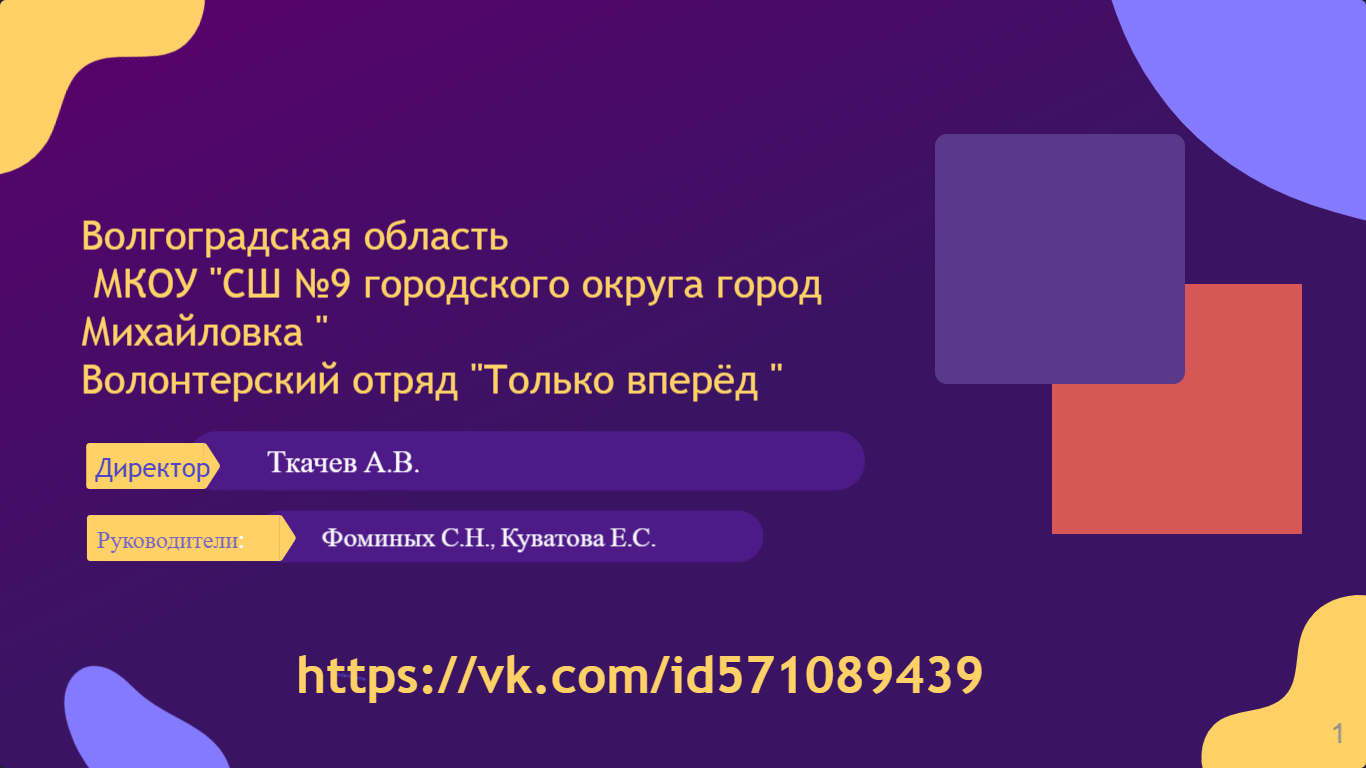 Волгоградская область
МКОУ "СШ №9 городского округа город
Михайловка "
Волонтерский отряд "Только вперёд "
Директор Ткачев А.В.
Руководители: Фоминых С.Н., Куватова Е.С.
https://vk.com/id571089439
1